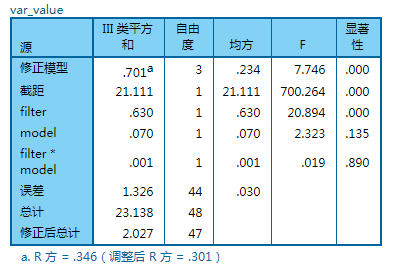 var_value
源 III 类平方和 自由度 均方 F 显著性
修正模型 .701a 3 .234 7.746 .000
截距 21.111 1 21.111 700.264 .000
filter .630 1 .630 20.894 .000
model .070 1 .070 2.323 .135
filter * model .001 1 .001 .019 .890
误差 1.326 44 .030
总计 23.138 48
修正后总计 2.027 47
a. R 方 = .346（调整后 R 方 = .301）